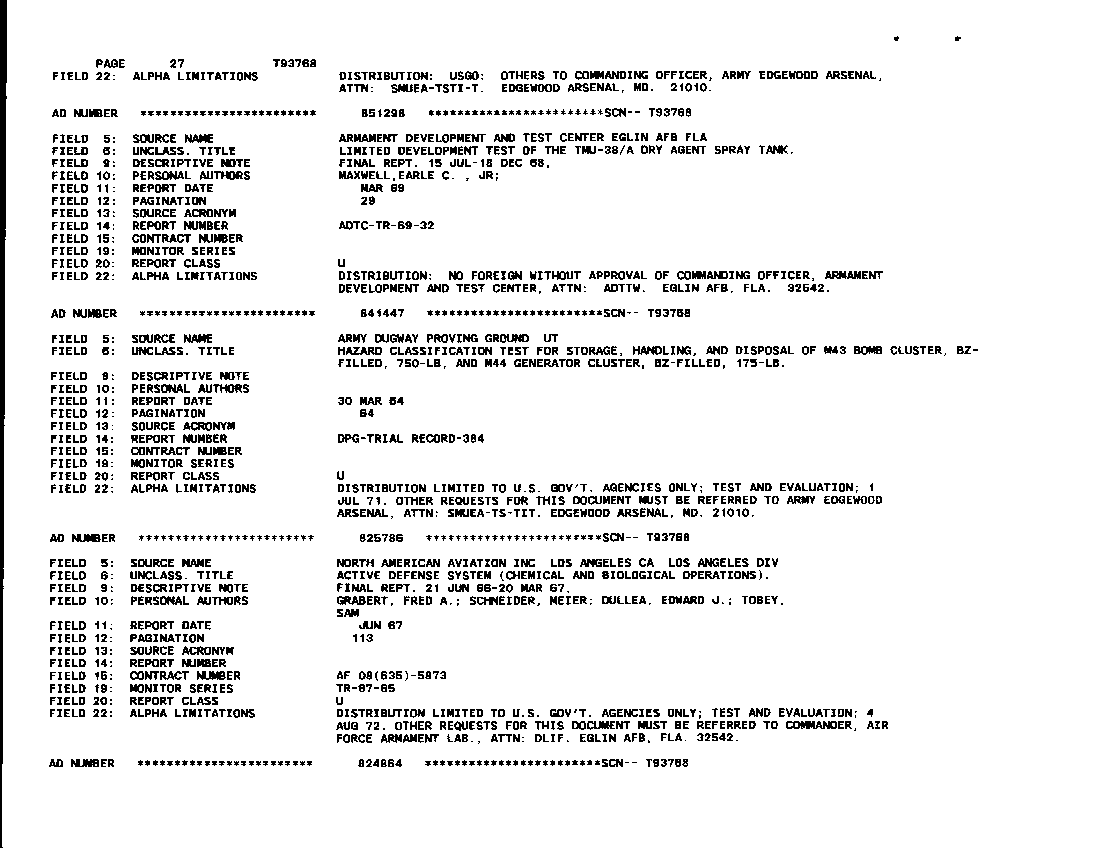 PAGE 27 T93768
FIELD 22: ALPHA LIMITATIONS DISTRIBUTION: USGO: OTHERS TO COMMANDING OFFICER, ARMY EDGEWOOD ARSENAL,
ATTN: SMUEA-TSTI-T. EDGEWOOD ARSENAL, MD. 21010.
AD NUMBER ************************ 851298 ************************SCN-- T93768
FIELD 5: SOURCE NAME ARMAMENT DEVELOPMENT AND TEST CENTER EGLIN AFB FLA
FIELD 6: UNCLASS. TITLE LIMITED DEVELOPMENT TEST OF THE TMU-38/A DRY AGENT SPRAY TANK.
FIELD 9: DESCRIPTIVE NOTE FINAL REPT. 15 JUL-18 DEC 68,
FIELD 10: PERSONAL AUTHORS MAXWELL,EARLE C. , JR;
FIELD 11: REPORT DATE MAR 69
FIELD 12: PAGINATION 29
FIELD 13: SOURCE ACRONYM
FIELD 14: REPORT NUMBER ADTC-TR-69-32
FIELD 15: CONTRACT NUMBER
FIELD 19: MONITOR SERIES
FIELD 20: REPORT CLASS U
FIELD 22: ALPHA LIMITATIONS DISTRIBUTION: NO FOREIGN WITHOUT APPROVAL OF COMMANDING OFFICER, ARMAMENT
DEVELOPMENT AND TEST CENTER, ATTN: ADTTW. EGLIN AFB, FLA. 32542.
AD NUMBER ************************ 841447 ************************SCN-- T93768
FIELD 5: SOURCE NAME ARMY DUGWAY PROVING GROUND UT
FIELD 6: UNCLASS. TITLE HAZARD CLASSIFICATION TEST FOR STORAGE, HANDLING, AND DISPOSAL OF M43 BOMB CLUSTER, BZ-
FILLED, 750-LB, AND M44 GENERATOR CLUSTER, BZ-FILLED, 175-LB.
FIELD 9: DESCRIPTIVE NOTE
FIELD 10: PERSONAL AUTHORS
FIELD 11: REPORT DATE 30 MAR 64
FIELD 12: PAGINATION 64
FIELD 13: SOURCE ACRONYM
FIELD 14: REPORT NUMBER DPG-TRIAL RECORD-384
FIELD 15: CONTRACT NUMBER
FIELD 19: MONITOR SERIES
FIELD 20: REPORT CLASS U
FIELD 22: ALPHA LIMITATIONS DISTRIBUTION LIMITED TO U.S. GOV'T. AGENCIES ONLY; TEST AND EVALUATION; 1
JUL 71. OTHER REQUESTS FOR THIS DOCUMENT MUST BE REFERRED TO ARMY EDGEWOOD
ARSENAL, ATTN: SMUEA-TS-TIT. EDGEWOOD ARSENAL, MD. 21010.
AD NUMBER ************************ 825786 ************************SCN-- T93768
FIELD 5: SOURCE NAME NORTH AMERICAN AVIATION INC LOS ANGELES CA LOS ANGELES DIV
FIELD 6: UNCLASS. TITLE ACTIVE DEFENSE SYSTEM (CHEMICAL AND BIOLOGICAL OPERATIONS).
FIELD 9: DESCRIPTIVE NOTE FINAL REPT. 21 JUN 66-20 MAR 67,
FIELD 10: PERSONAL AUTHORS GRABERT, FRED A.; SCHNEIDER, MEIER; DULLEA, EDWARD J.; TOBEY,
SAM
FIELD 11: REPORT DATE JUN 67
FIELD 12: PAGINATION 113
FIELD 13: SOURCE ACRONYM
FIELD 14: REPORT NUMBER
FIELD 15: CONTRACT NUMBER AF 08(635)-5873
FIELD 19: MONITOR SERIES TR-67-65
FIELD 20: REPORT CLASS U
FIELD 22: ALPHA LIMITATIONS DISTRIBUTION LIMITED TO U.S. GOV'T. AGENCIES ONLY; TEST AND EVALUATION; 4
AUG 72. OTHER REQUESTS FOR THIS DOCUMENT MUST BE REFERRED TO COMMANDER, AIR
FORCE ARMAMENT LAB., ATTN: DLIF. EGLIN AFB, FLA. 32542.
AD NUMBER ************************ 824864 ************************SCN-- T93768